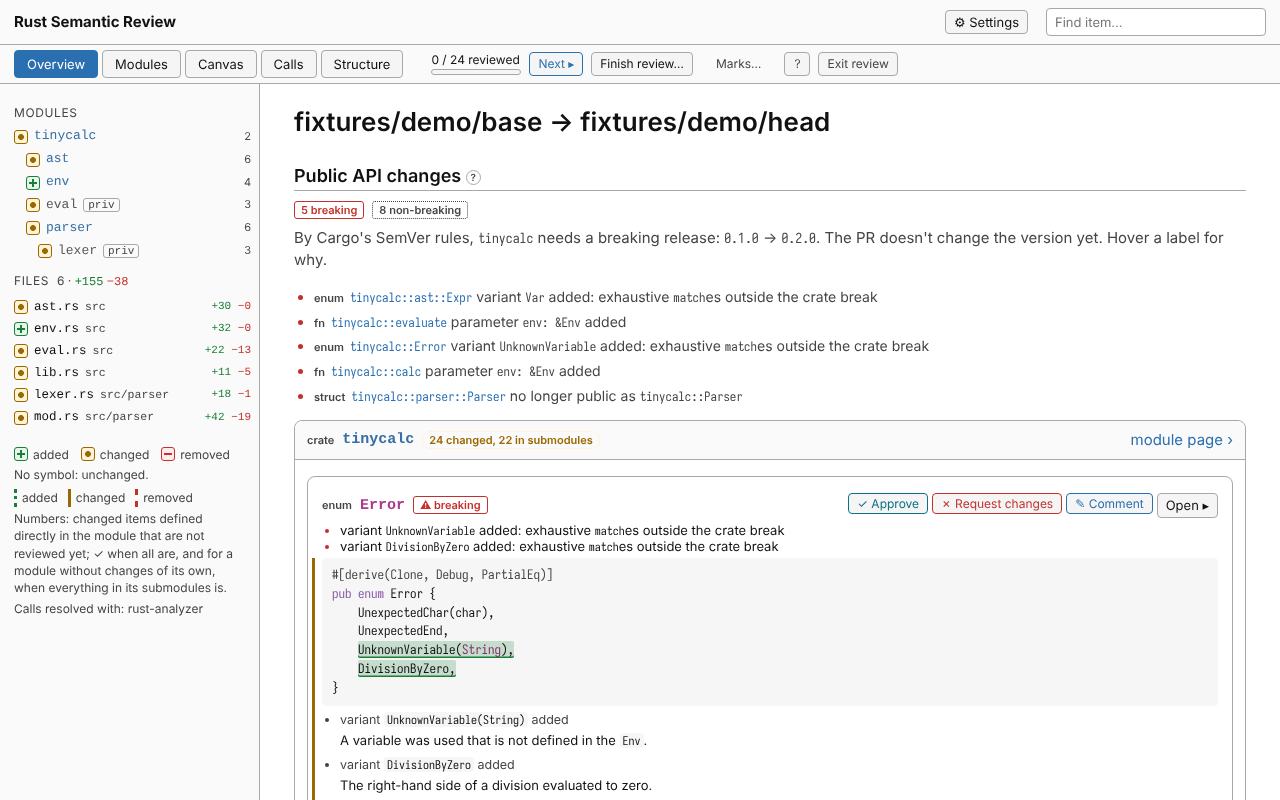 Rust Semantic Review
⚙ Settings
Find item...
Overview
Modules
Canvas
Calls
Structure
0 / 24 reviewed
Next ▸
Finish review...
Marks...
?
Exit review
MODULES
tinycalc 2
ast 6
env 4
eval priv 3
parser 6
lexer priv 3
FILES 6 · +155 −38
ast.rs src +30 −0
env.rs src +32 −0
eval.rs src +22 −13
lib.rs src +11 −5
lexer.rs src/parser +18 −1
mod.rs src/parser +42 −19
added changed removed
No symbol: unchanged.
added changed removed
Numbers: changed items defined
directly in the module that are not
reviewed yet; ✓ when all are, and for a
module without changes of its own,
when everything in its submodules is.
Calls resolved with: rust-analyzer
fixtures/demo/base → fixtures/demo/head
Public API changes ?
5 breaking 8 non-breaking
By Cargo's SemVer rules, tinycalc needs a breaking release: 0.1.0 → 0.2.0. The PR doesn't change the version yet. Hover a label for
why.
• enum tinycalc::ast::Expr variant Var added: exhaustive matches outside the crate break
• fn tinycalc::evaluate parameter env: &Env added
• enum tinycalc::Error variant UnknownVariable added: exhaustive matches outside the crate break
• fn tinycalc::calc parameter env: &Env added
• struct tinycalc::parser::Parser no longer public as tinycalc::Parser
crate tinycalc 24 changed, 22 in submodules
module page ›
enum Error ⚠ breaking
✓ Approve
× Request changes
✎ Comment
Open ▸
• variant UnknownVariable added: exhaustive matches outside the crate break
• variant DivisionByZero added: exhaustive matches outside the crate break
#[derive(Clone, Debug, PartialEq)]
pub enum Error {
UnexpectedChar(char),
UnexpectedEnd,
UnknownVariable(String),
DivisionByZero,
}
• variant UnknownVariable(String) added
A variable was used that is not defined in the Env.
• variant DivisionByZero added
The right-hand side of a division evaluated to zero.